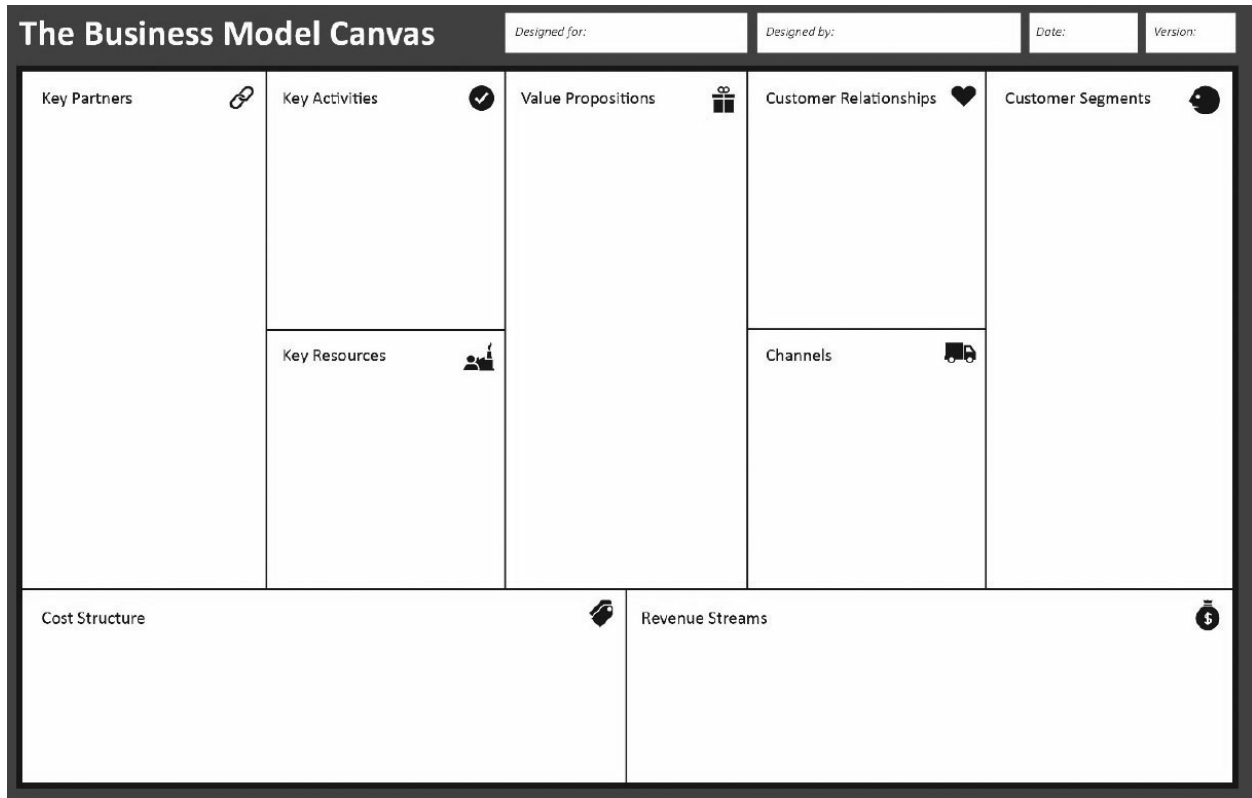 The Business Model Canvas
Designed for:
Designed by:
Date:
Version:
Key Partners
Key Activities
Value Propositions
Customer Relationships
Customer Segments
Key Resources
Channels
Cost Structure
Revenue Streams
$